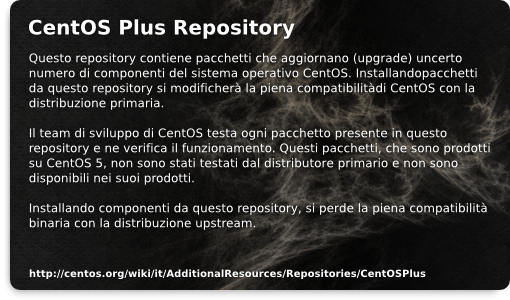 CentOS Plus Repository
Questo repository contiene pacchetti che aggiornano (upgrade) uncerto
numero di componenti del sistema operativo CentOS. Installandopacchetti
da questo repository si modificherà la piena compatibilitàdi CentOS con la
distribuzione primaria.
Il team di sviluppo di CentOS testa ogni pacchetto presente in questo
repository e ne verifica il funzionamento. Questi pacchetti, che sono prodotti
su CentOS 5, non sono stati testati dal distributore primario e non sono
disponibili nei suoi prodotti.
Installando componenti da questo repository, si perde la piena compatibilità
binaria con la distribuzione upstream.
http://centos.org/wiki/it/AdditionalResources/Repositories/CentOSPlus